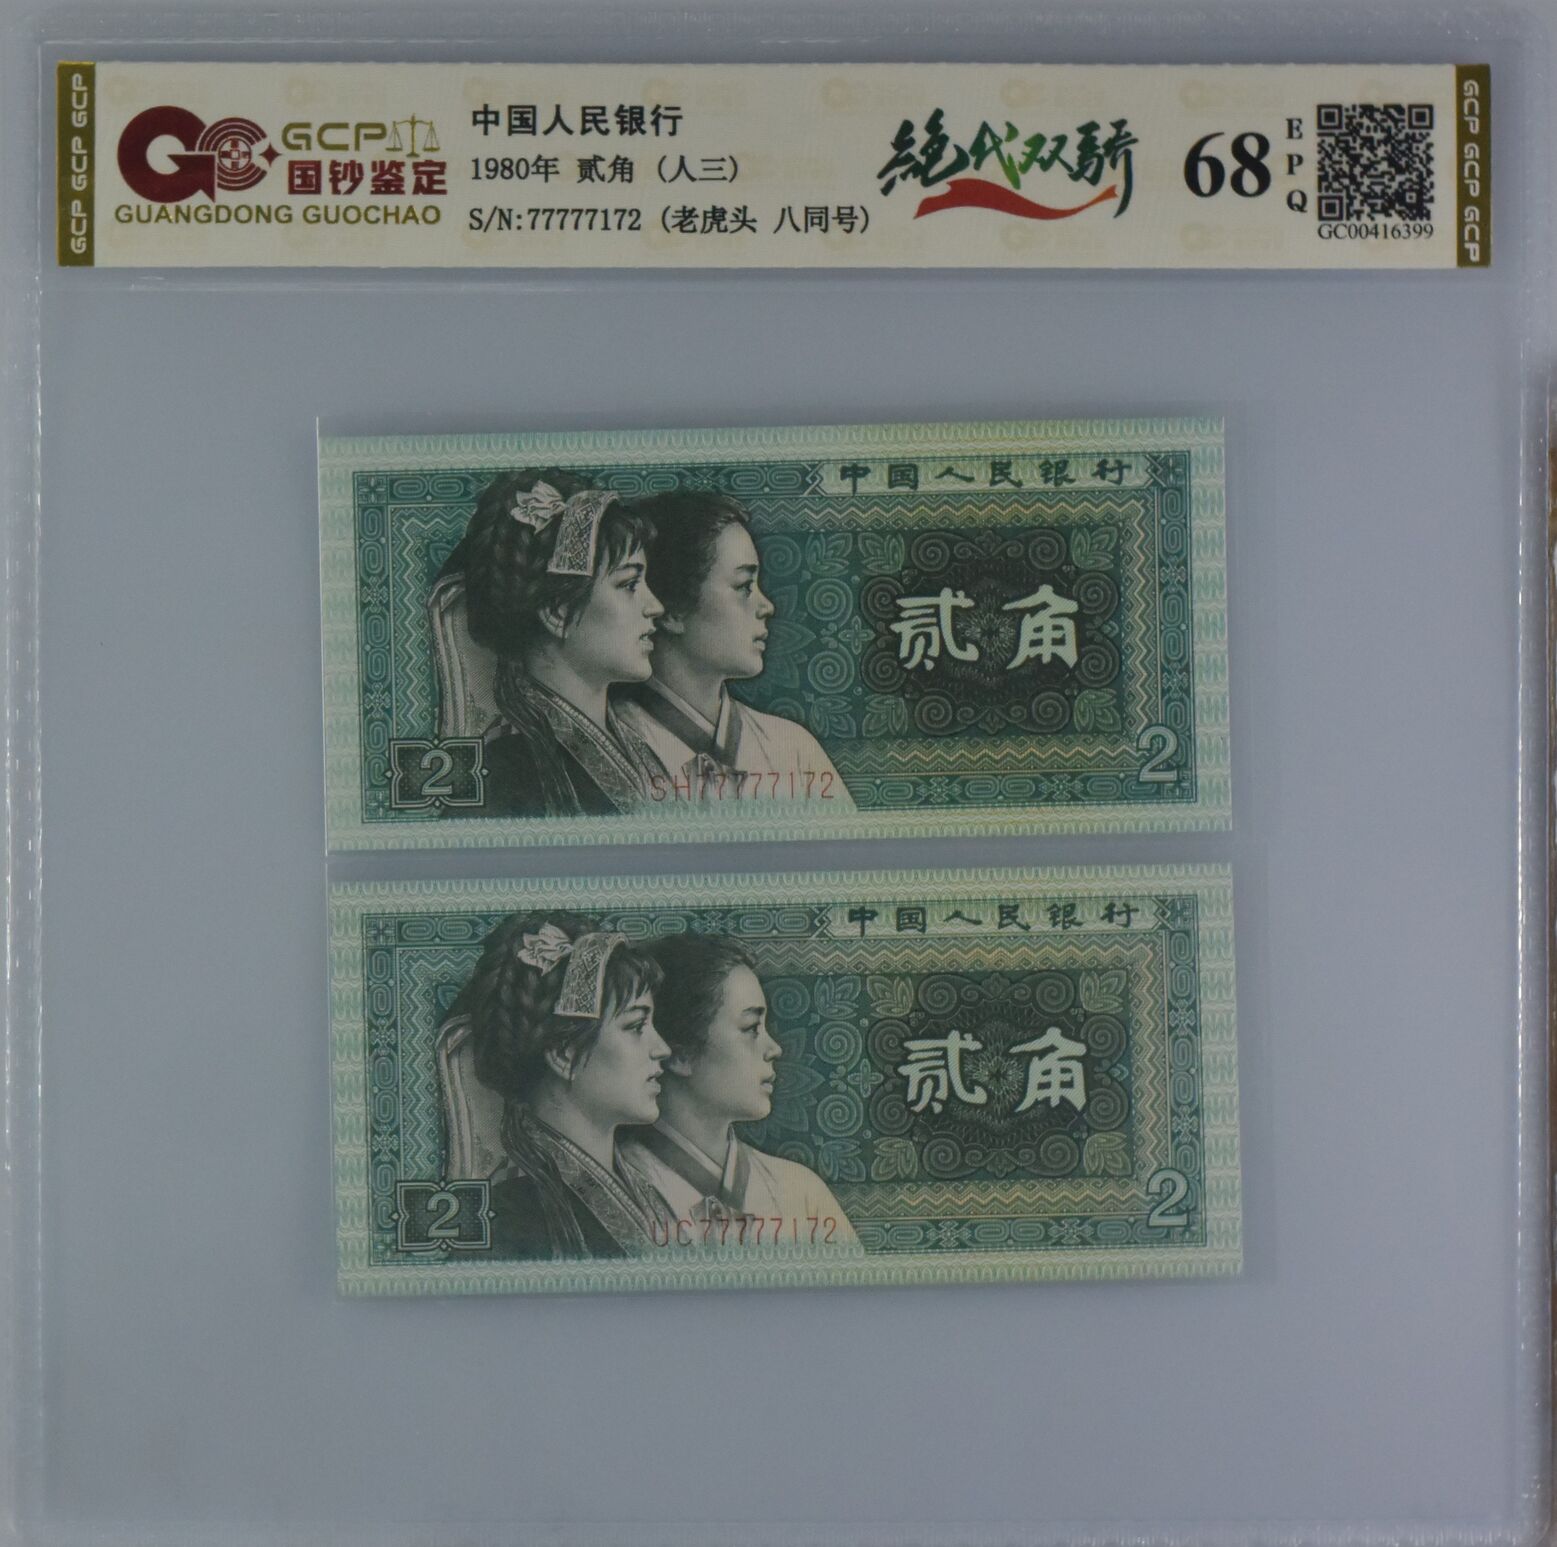 GCP GCP GCP
GCP
国钞鉴定
GUANGDONG GUOCHAO
中国人民银行
1980年 贰角 (人三)
S/N:77777172 (老虎头 八同号)
绝代双骄
68
EPQ
GC00416399
GCP GCP GCP
中国人民银行
贰角
2
2
SH77777172
中国人民银行
贰角
2
2
UC77777172